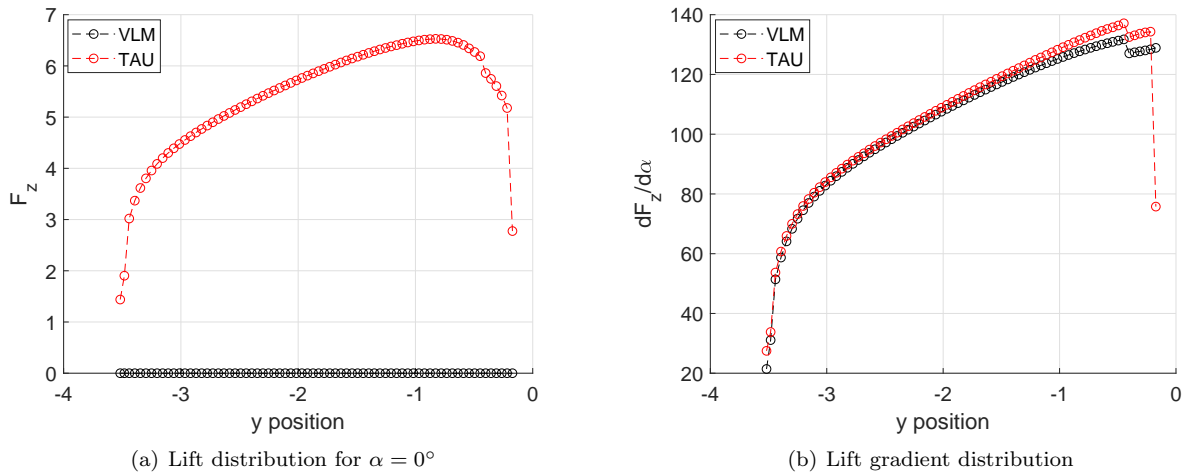 7
6
5
4
3
2
1
0
F_z
VLM
TAU
-4
-3
-2
-1
0
y position
(a) Lift distribution for α = 0°
140
120
100
80
60
40
20
dF_z/dα
VLM
TAU
-4
-3
-2
-1
0
y position
(b) Lift gradient distribution